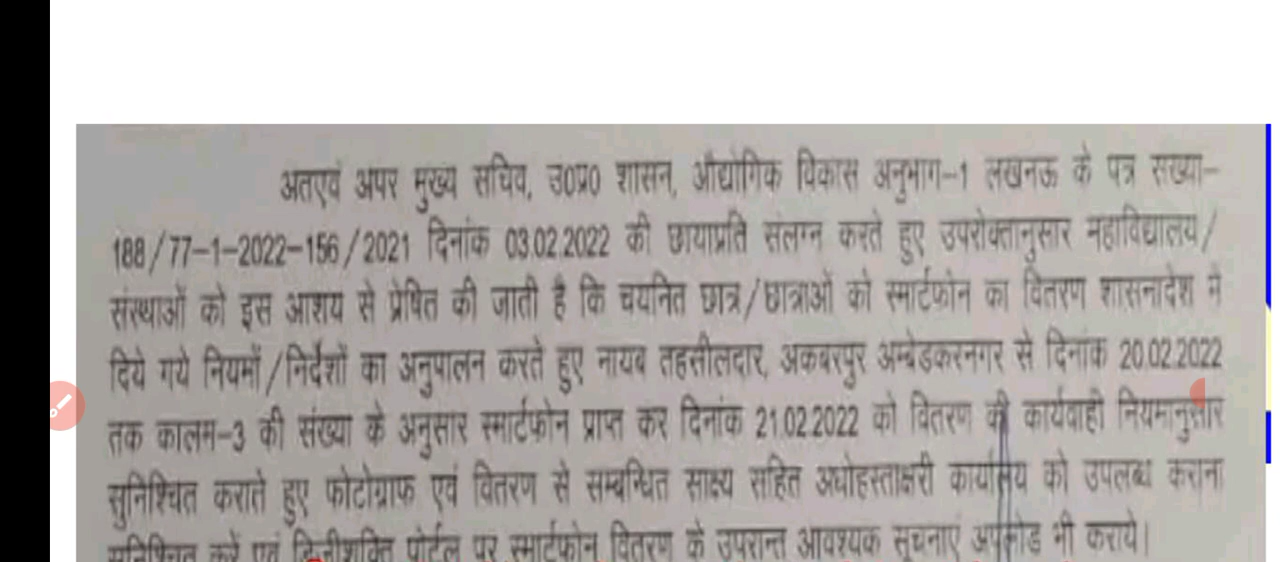 अतएवं अपर मुख्य सचिव, उ0प्र0 शासन, औद्योगिक विकास अनुभाग-1 लखनऊ के पत्र संख्या-
188/77-1-2022-156/2021 दिनांक 03.02.2022 की छायाप्रति संलग्न करते हुए उपरोक्तानुसार महाविद्यालय/
संस्थाओं को इस आशय से प्रेषित की जाती है कि चयनित छात्र/छात्राओं को स्मार्टफोन का वितरण शासनादेश में
दिये गये नियमों/निर्देशों का अनुपालन करते हुए नायब तहसीलदार, अकबरपुर अम्बेडकरनगर से दिनांक 20.02.2022
तक कालम-3 की संख्या के अनुसार स्मार्टफोन प्राप्त कर दिनांक 21.02.2022 को वितरण की कार्यवाही नियमानुसार
सुनिश्चित कराते हुए फोटोग्राफ एवं वितरण से सम्बन्धित साक्ष्य सहित अधोहस्ताक्षरी कार्यालय को उपलब्ध कराना
सुनिश्चित करें एवं डिजीशक्ति पोर्टल पर स्मार्टफोन वितरण के उपरान्त आवश्यक सूचनाएं अपलोड भी कराये।